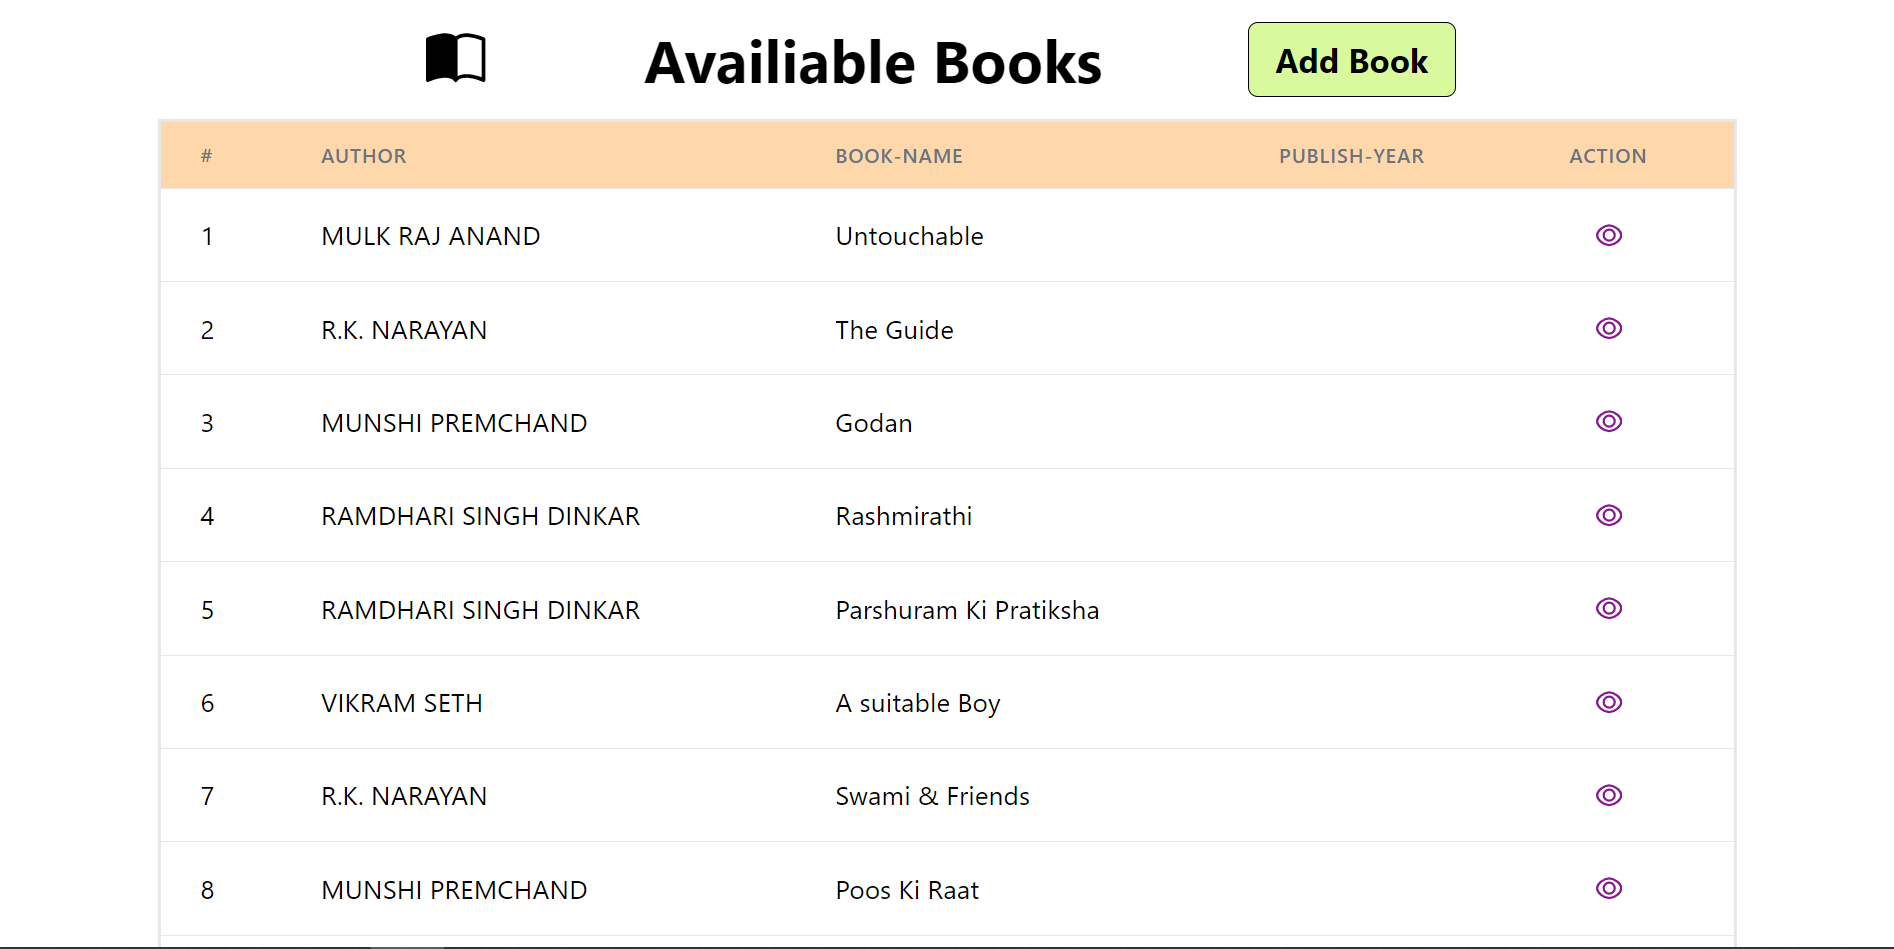 Availiable Books Add Book
# AUTHOR BOOK-NAME PUBLISH-YEAR ACTION
1 MULK RAJ ANAND Untouchable
2 R.K. NARAYAN The Guide
3 MUNSHI PREMCHAND Godan
4 RAMDHARI SINGH DINKAR Rashmirathi
5 RAMDHARI SINGH DINKAR Parshuram Ki Pratiksha
6 VIKRAM SETH A suitable Boy
7 R.K. NARAYAN Swami & Friends
8 MUNSHI PREMCHAND Poos Ki Raat